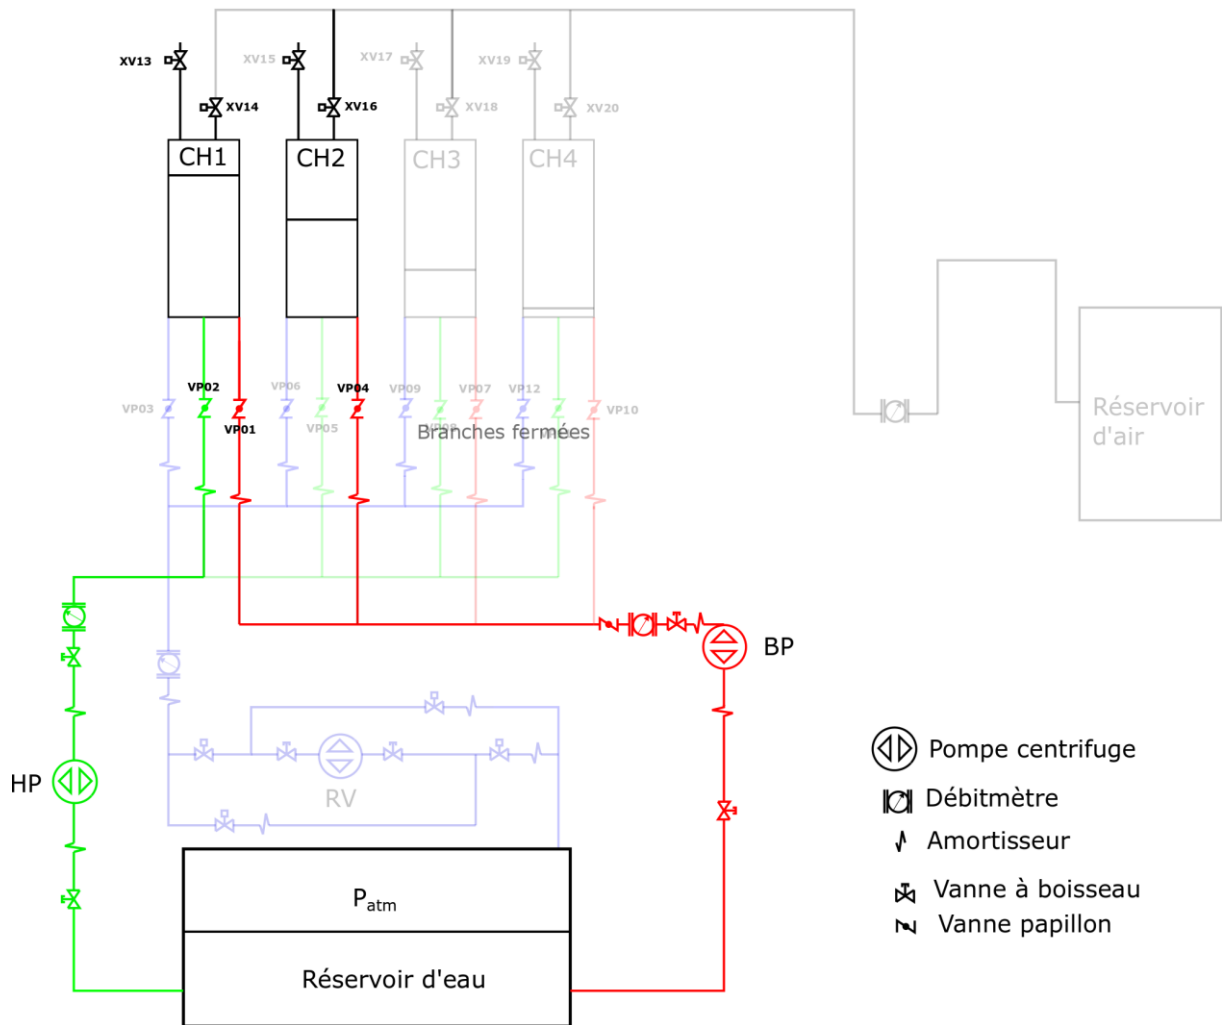 XV13
XV15
XV17
XV19
XV14
XV16
XV18
XV20
CH1
CH2
CH3
CH4
VP03
VP02
VP01
VP06
VP05
VP04
VP09
VP08
VP07
VP12
VP10
Branches fermées
Réservoir
d'air
BP
HP
RV
Patm
Réservoir d'eau
Pompe centrifuge
Débitmètre
Amortisseur
Vanne à boisseau
Vanne papillon